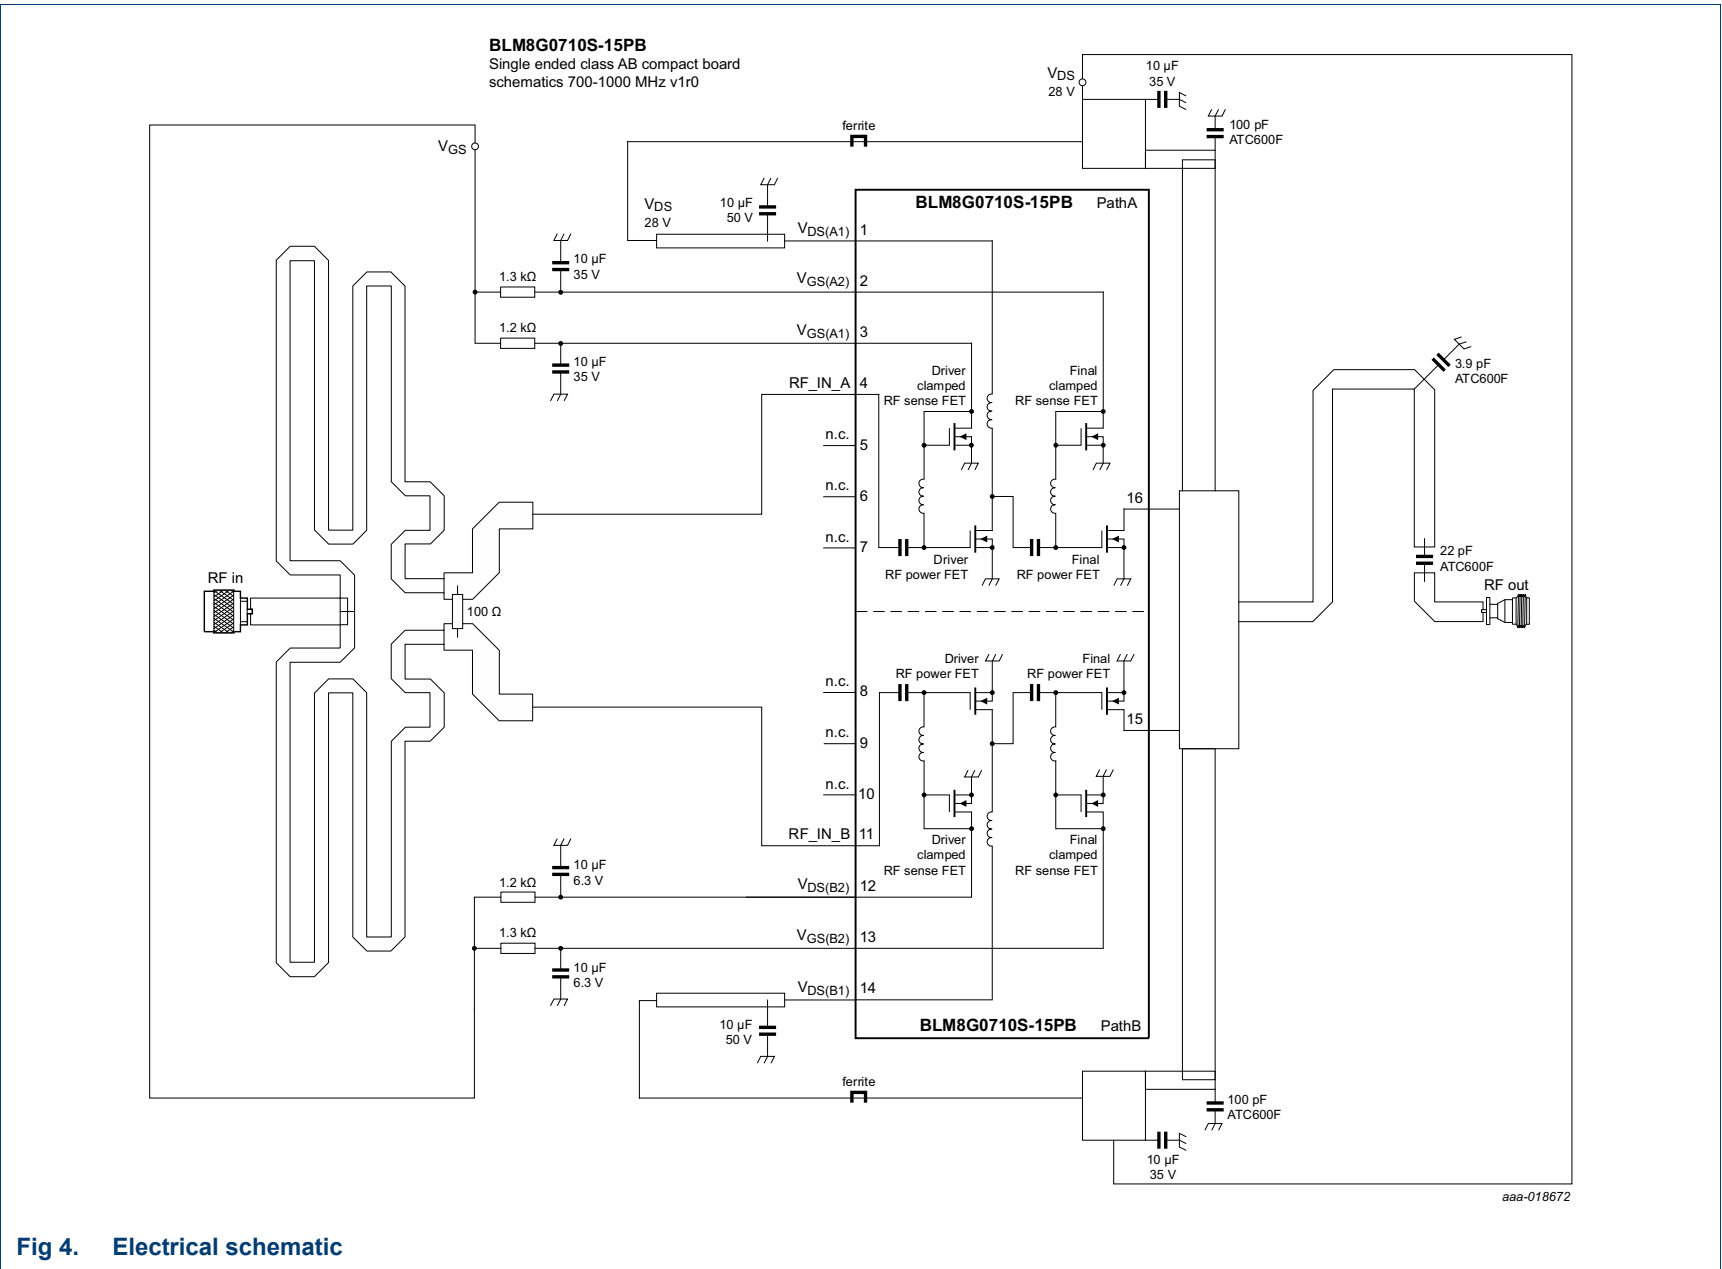 BLM8G0710S-15PB
Single ended class AB compact board
schematics 700-1000 MHz v1r0
VDS
28 V
10 µF
35 V
100 pF
ATC600F
ferrite
VGS
VDS
28 V
10 µF
50 V
BLM8G0710S-15PB PathA
VDS(A1) 1
10 µF
35 V
1.3 kΩ
VGS(A2) 2
1.2 kΩ
VGS(A1) 3
10 µF
35 V
RF_IN_A 4
Driver
clamped
RF sense FET
Final
clamped
RF sense FET
3.9 pF
ATC600F
n.c. 5
n.c. 6
16
n.c. 7
Driver
RF power FET
Final
RF power FET
22 pF
ATC600F
RF in
RF out
100 Ω
Driver
RF power FET
Final
RF power FET
n.c. 8
15
n.c. 9
n.c. 10
RF_IN_B 11
Driver
clamped
RF sense FET
Final
clamped
RF sense FET
10 µF
6.3 V
1.2 kΩ
VDS(B2) 12
1.3 kΩ
VGS(B2) 13
10 µF
6.3 V
VDS(B1) 14
10 µF
50 V
BLM8G0710S-15PB PathB
ferrite
100 pF
ATC600F
10 µF
35 V
aaa-018672
Fig 4. Electrical schematic